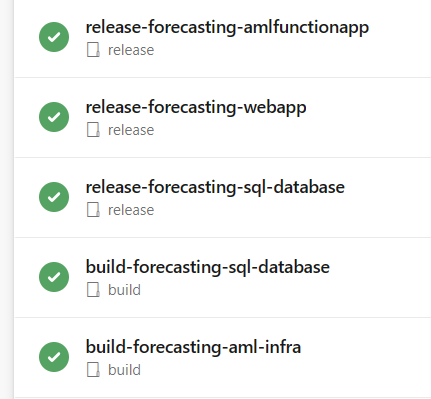 release-forecasting-amlfunctionapp
release
release-forecasting-webapp
release
release-forecasting-sql-database
release
build-forecasting-sql-database
build
build-forecasting-aml-infra
build